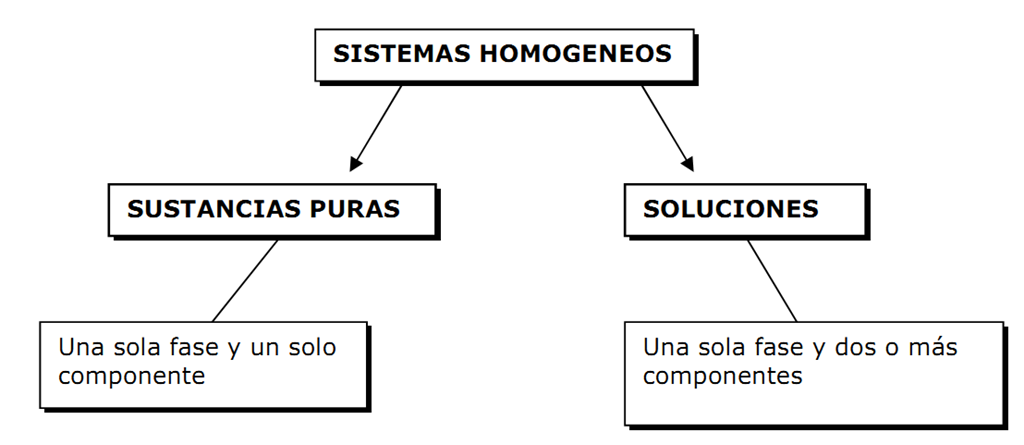 SISTEMAS HOMOGENEOS
SUSTANCIAS PURAS
SOLUCIONES
Una sola fase y un solo
componente
Una sola fase y dos o más
componentes